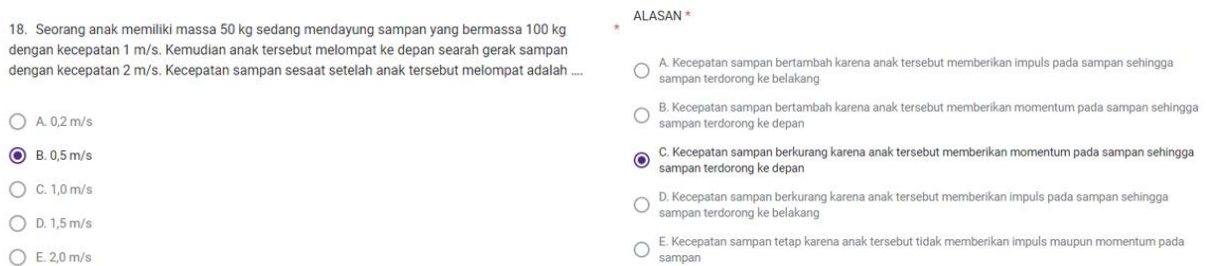 18. Seorang anak memiliki massa 50 kg sedang mendayung sampan yang bermassa 100 kg *
dengan kecepatan 1 m/s. Kemudian anak tersebut melompat ke depan searah gerak sampan
dengan kecepatan 2 m/s. Kecepatan sampan sesaat setelah anak tersebut melompat adalah ....
A. 0,2 m/s
B. 0,5 m/s
C. 1,0 m/s
D. 1,5 m/s
E. 2,0 m/s
ALASAN *
A. Kecepatan sampan bertambah karena anak tersebut memberikan impuls pada sampan sehingga
sampan terdorong ke belakang
B. Kecepatan sampan bertambah karena anak tersebut memberikan momentum pada sampan sehingga
sampan terdorong ke depan
C. Kecepatan sampan berkurang karena anak tersebut memberikan momentum pada sampan sehingga
sampan terdorong ke depan
D. Kecepatan sampan berkurang karena anak tersebut memberikan impuls pada sampan sehingga
sampan terdorong ke belakang
E. Kecepatan sampan tetap karena anak tersebut tidak memberikan impuls maupun momentum pada
sampan